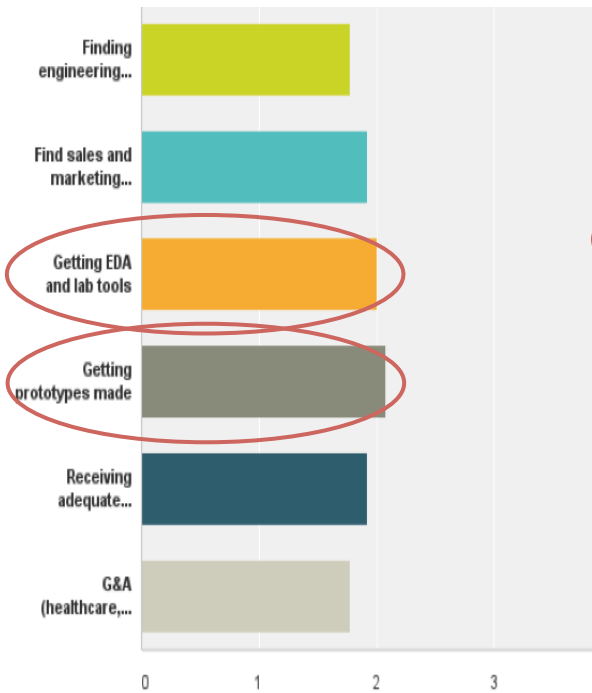 Finding
engineering...
Find sales and
marketing...
Getting EDA
and lab tools
Getting
prototypes made
Receiving
adequate...
G&A
(healthcare,...
0 1 2 3